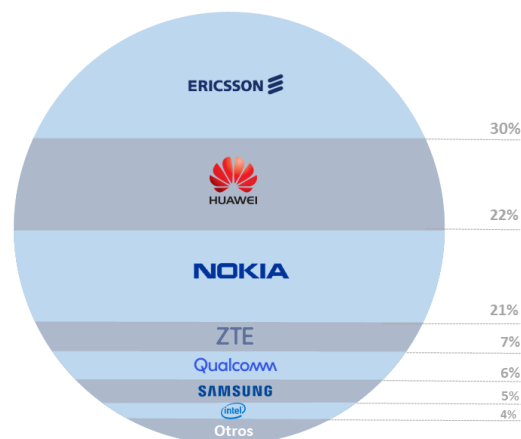 ERICSSON
30%
HUAWEI
22%
NOKIA
21%
ZTE
7%
Qualcomm
6%
SAMSUNG
5%
intel
4%
Otros